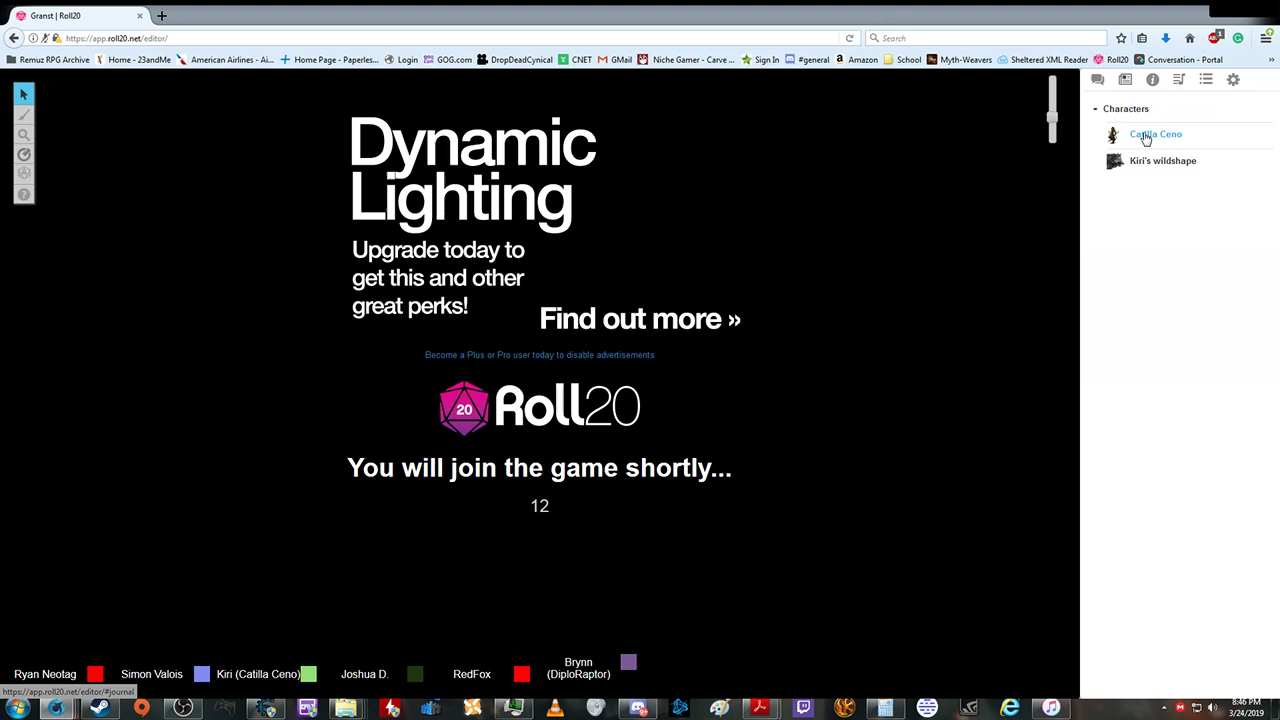 Granst | Roll20
https://app.roll20.net/editor/
Search
Remuz RPG Archive
Home - 23andMe
American Airlines - Ai...
Home Page - Paperles...
Login
GOG.com
DropDeadCynical
CNET
GMail
Niche Gamer - Carve ...
Sign In
#general
Amazon
School
Myth-Weavers
Sheltered XML Reader
Roll20
Conversation - Portal
Characters
Catilla Ceno
Kiri's wildshape
Dynamic
Lighting
Upgrade today to
get this and other
great perks!
Find out more »
Become a Plus or Pro user today to disable advertisements
20 Roll20
You will join the game shortly...
12
Ryan Neotag
Simon Valois
Kiri (Catilla Ceno)
Joshua D.
RedFox
Brynn
(DiploRaptor)
https://app.roll20.net/editor/#journal
8:46 PM
3/24/2019